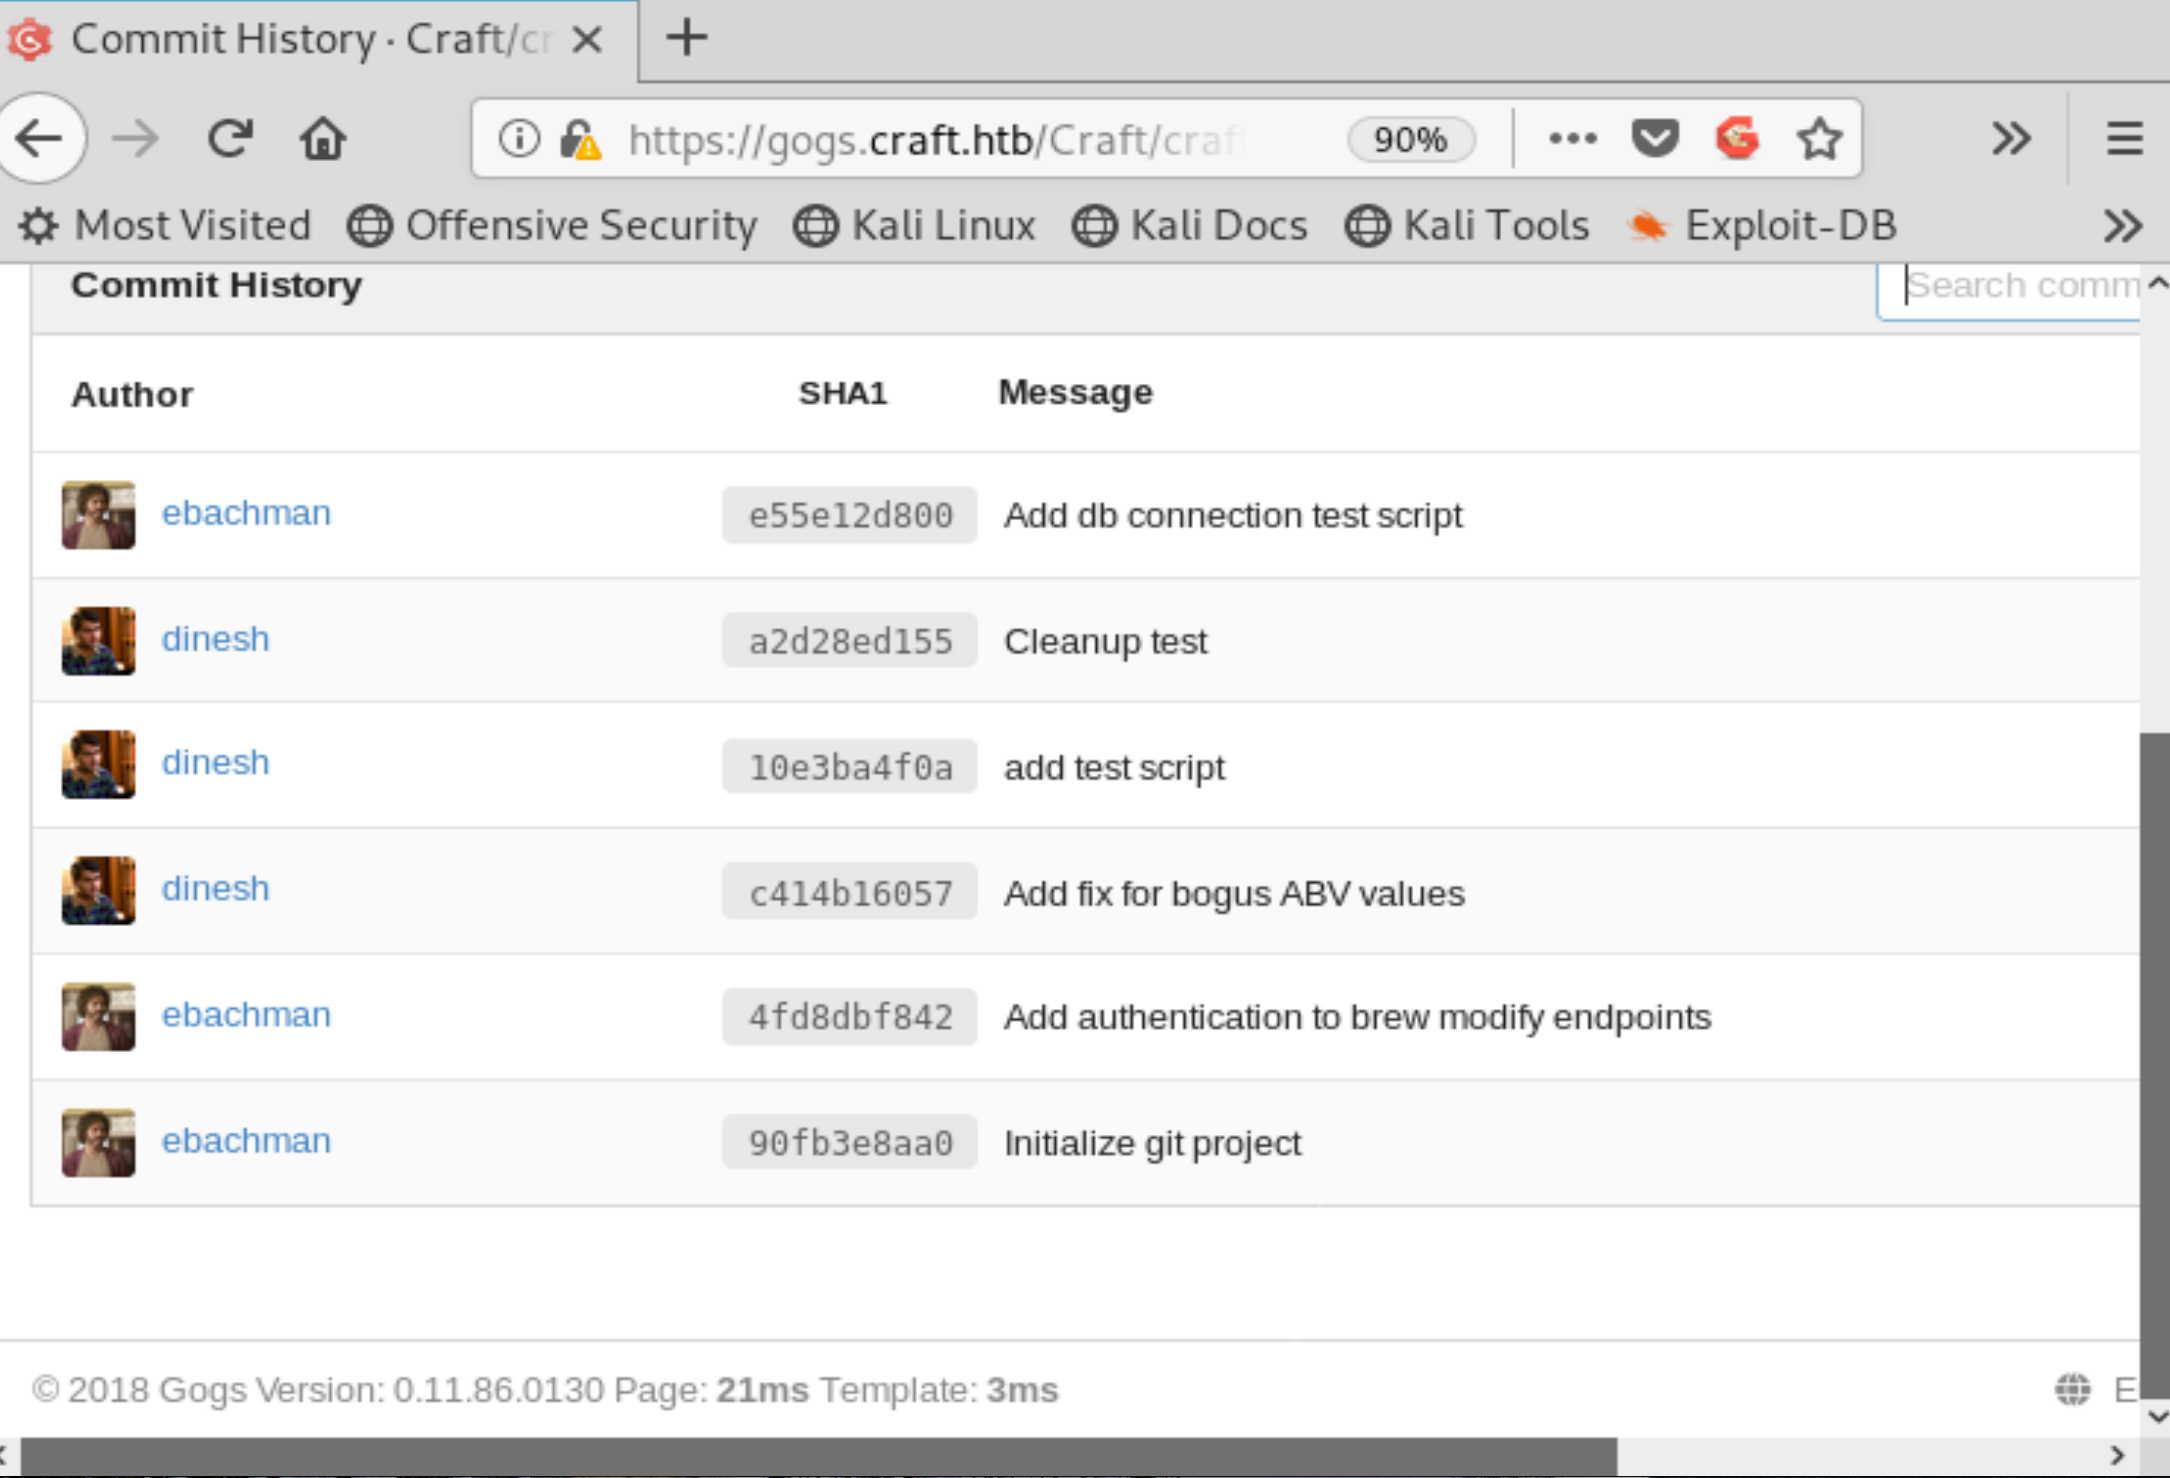 Commit History · Craft/cr
https://gogs.craft.htb/Craft/craf 90%
Most Visited Offensive Security Kali Linux Kali Docs Kali Tools Exploit-DB
Commit History Search comm
Author SHA1 Message
ebachman e55e12d800 Add db connection test script
dinesh a2d28ed155 Cleanup test
dinesh 10e3ba4f0a add test script
dinesh c414b16057 Add fix for bogus ABV values
ebachman 4fd8dbf842 Add authentication to brew modify endpoints
ebachman 90fb3e8aa0 Initialize git project
© 2018 Gogs Version: 0.11.86.0130 Page: 21ms Template: 3ms E